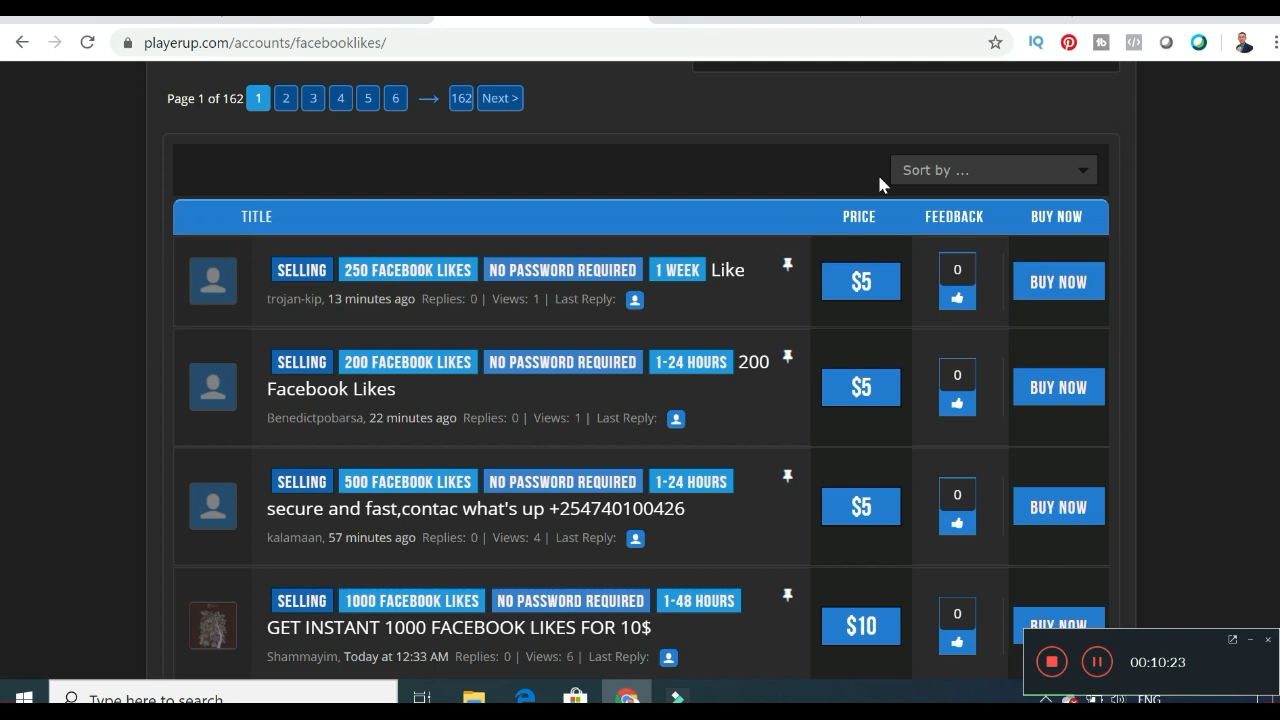 playerup.com/accounts/facebooklikes/
Page 1 of 162 1 2 3 4 5 6 → 162 Next >
Sort by ...
TITLE PRICE FEEDBACK BUY NOW
SELLING 250 FACEBOOK LIKES NO PASSWORD REQUIRED 1 WEEK Like
trojan-kip, 13 minutes ago Replies: 0 | Views: 1 | Last Reply:
$5 0 BUY NOW
SELLING 200 FACEBOOK LIKES NO PASSWORD REQUIRED 1-24 HOURS 200
Facebook Likes
Benedictpobarsa, 22 minutes ago Replies: 0 | Views: 1 | Last Reply:
$5 0 BUY NOW
SELLING 500 FACEBOOK LIKES NO PASSWORD REQUIRED 1-24 HOURS
secure and fast,contac what's up +254740100426
kalamaan, 57 minutes ago Replies: 0 | Views: 4 | Last Reply:
$5 0 BUY NOW
SELLING 1000 FACEBOOK LIKES NO PASSWORD REQUIRED 1-48 HOURS
GET INSTANT 1000 FACEBOOK LIKES FOR 10$
Shammayim, Today at 12:33 AM Replies: 0 | Views: 6 | Last Reply:
$10 0 BUY NOW
00:10:23
Type here to search
ENG